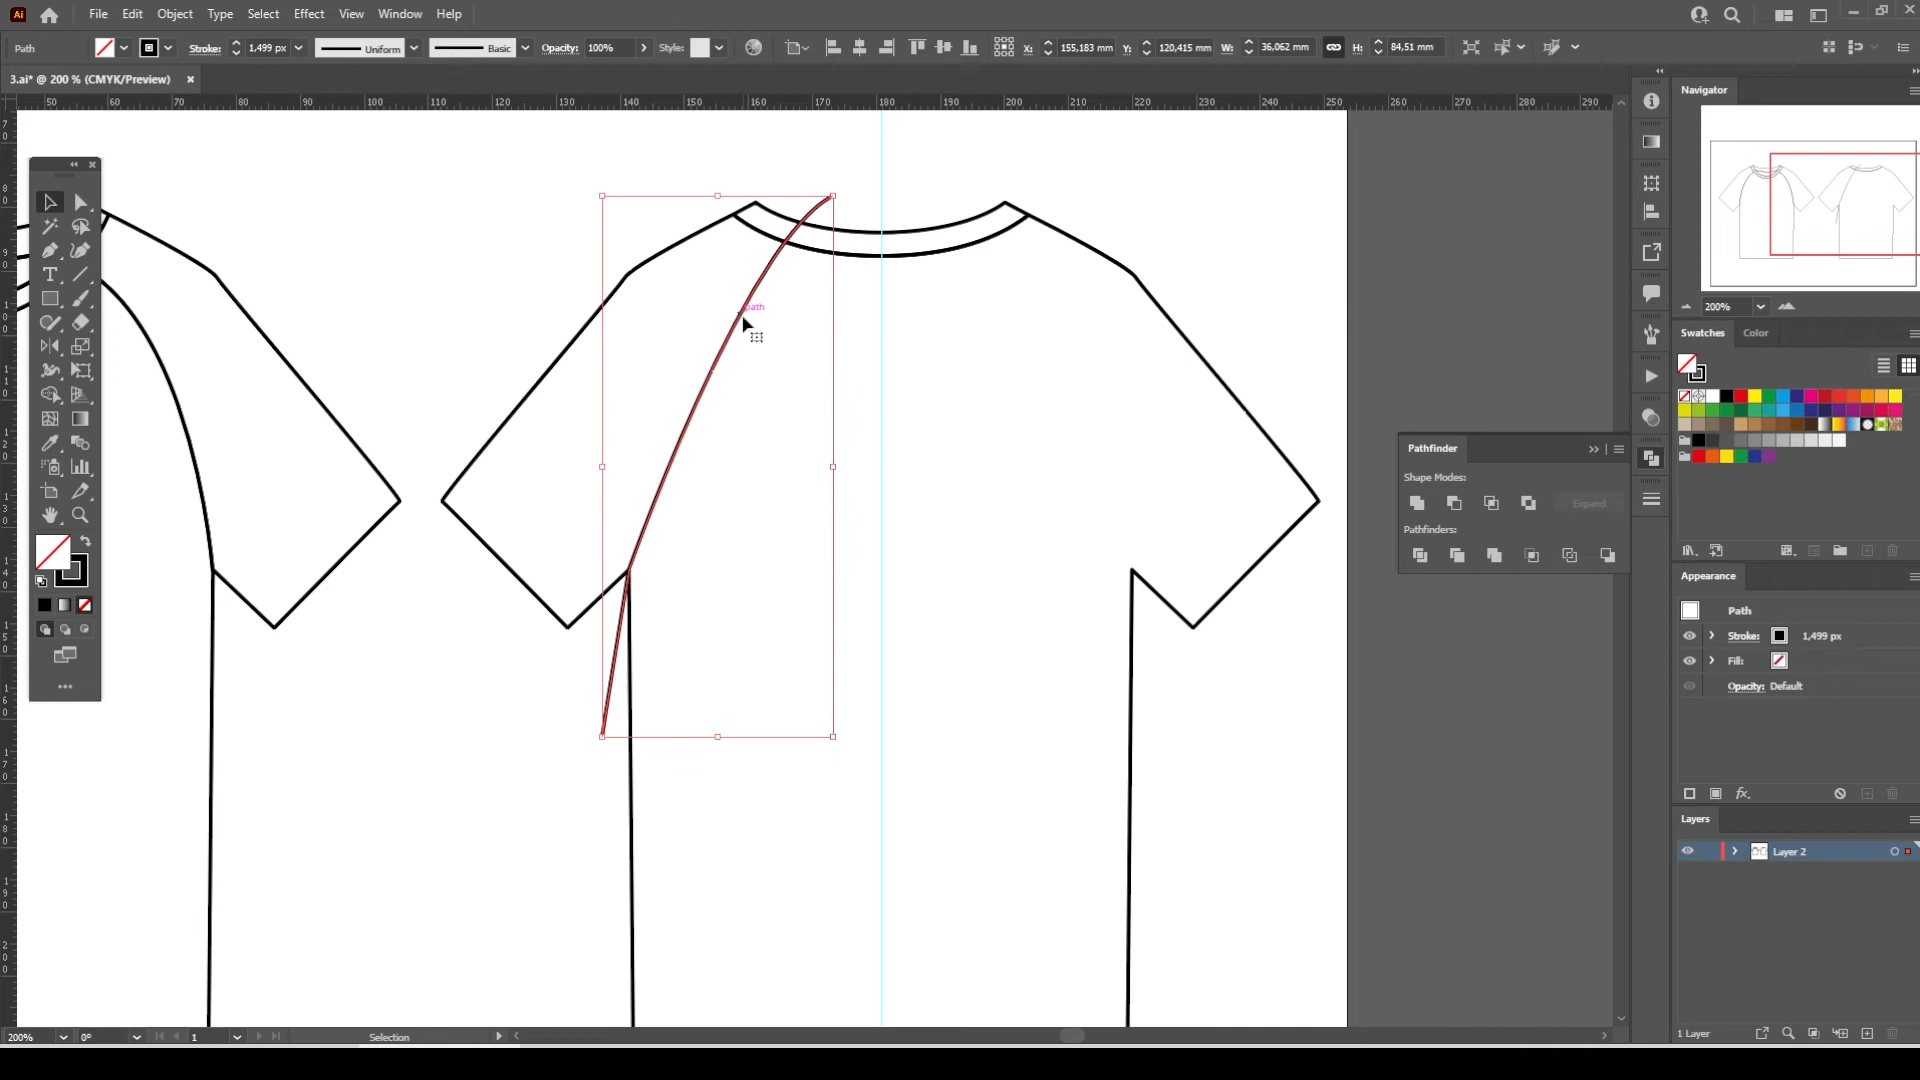 Ai File Edit Object Type Select Effect View Window Help
Path Stroke: 1,499 px Uniform Basic Opacity: 100% Style: X: 155,183 mm Y: 120,415 mm W: 36,062 mm H: 84,51 mm
3.ai* @ 200 % (CMYK/Preview)
50 60 70 80 90 100 110 120 130 140 150 160 170 180 190 200 210 220 230 240 250 260 270 280 290
Navigator
200%
Swatches Color
path
Pathfinder
Shape Modes:
Expand
Pathfinders:
Appearance
Path
Stroke: 1,499 px
Fill:
Opacity: Default
fx.
Layers
Layer 2
1 Layer
200% 0° 1 Selection